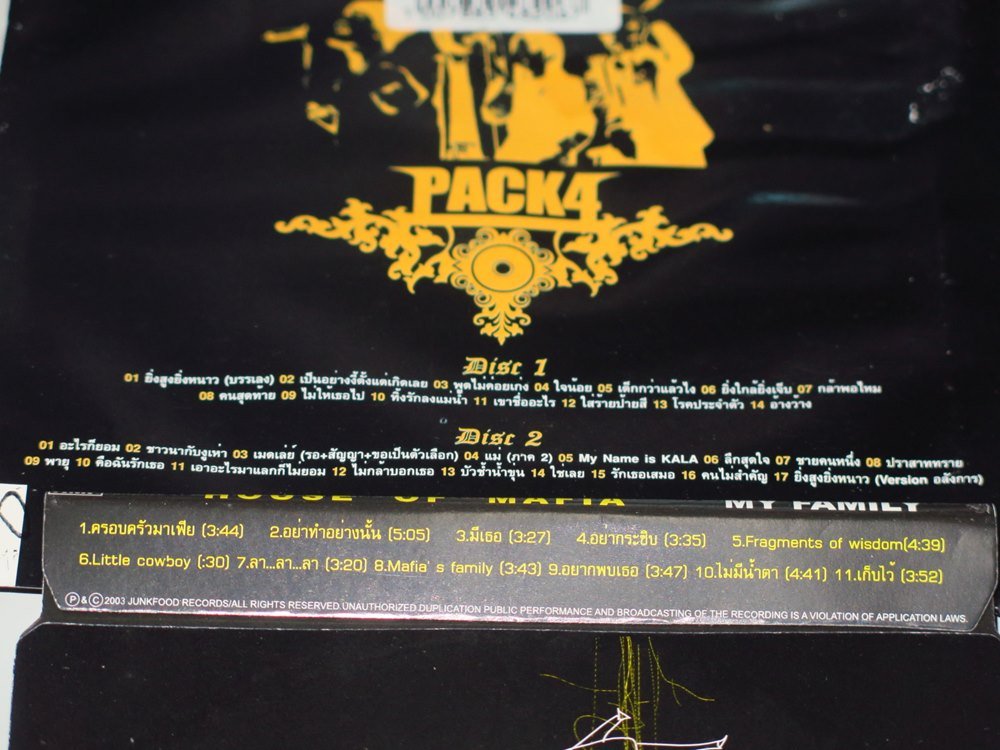 PACK4
Disc 1
01 ยิ่งสูงยิ่งหนาว (บรรเลง) 02 เป็นอย่างงี้ตั้งแต่เกิดเลย 03 พูดไม่ค่อยเก่ง 04 ใจน้อย 05 เด็กกว่าแล้วไง 06 ยิ่งใกล้ยิ่งเจ็บ 07 กล้าพอไหม
08 คนสุดท้าย 09 ไม่ให้เธอไป 10 ทิ้งรักลงแม่น้ำ 11 เขาชื่ออะไร 12 ใส่ร้ายป้ายสี 13 โรคประจำตัว 14 อ้างว้าง
Disc 2
01 อะไรก็ยอม 02 ชาวนากับงูเห่า 03 เมดเล่ย์ (รอ+สัญญา+ขอเป็นตัวเลือก) 04 แม่ (ภาค 2) 05 My Name is KALA 06 ลึกสุดใจ 07 ชายคนหนึ่ง 08 ปราสาททราย
09 พายุ 10 คือฉันรักเธอ 11 เอาอะไรมาแลกก็ไม่ยอม 12 ไม่กล้าบอกเธอ 13 บัวช้ำน้ำขุ่น 14 ใช่เลย 15 รักเธอเสมอ 16 คนไม่สำคัญ 17 ยิ่งสูงยิ่งหนาว (Version อลังการ)
HOUSE OF MAFIA MY FAMILY
1.ครอบครัวมาเฟีย (3:44) 2.อย่าทำอย่างนั้น (5:05) 3.มีเธอ (3:27) 4.อยากระซิบ (3:35) 5.Fragments of wisdom(4:39)
6.Little cowboy (:30) 7.ลา...ลา...ลา (3:20) 8.Mafia's family (3:43) 9.อยากพบเธอ (3:47) 10.ไม่มีน้ำตา (4:41) 11.เก็บไว้ (3:52)
Ⓟ & Ⓒ 2003 JUNKFOOD RECORDS/ALL RIGHTS RESERVED.UNAUTHORIZED.DUPLICATION PUBLIC PERFORMANCE AND BROADCASTING OF THE RECORDING IS A VIOLATION OF APPLICATION LAWS.